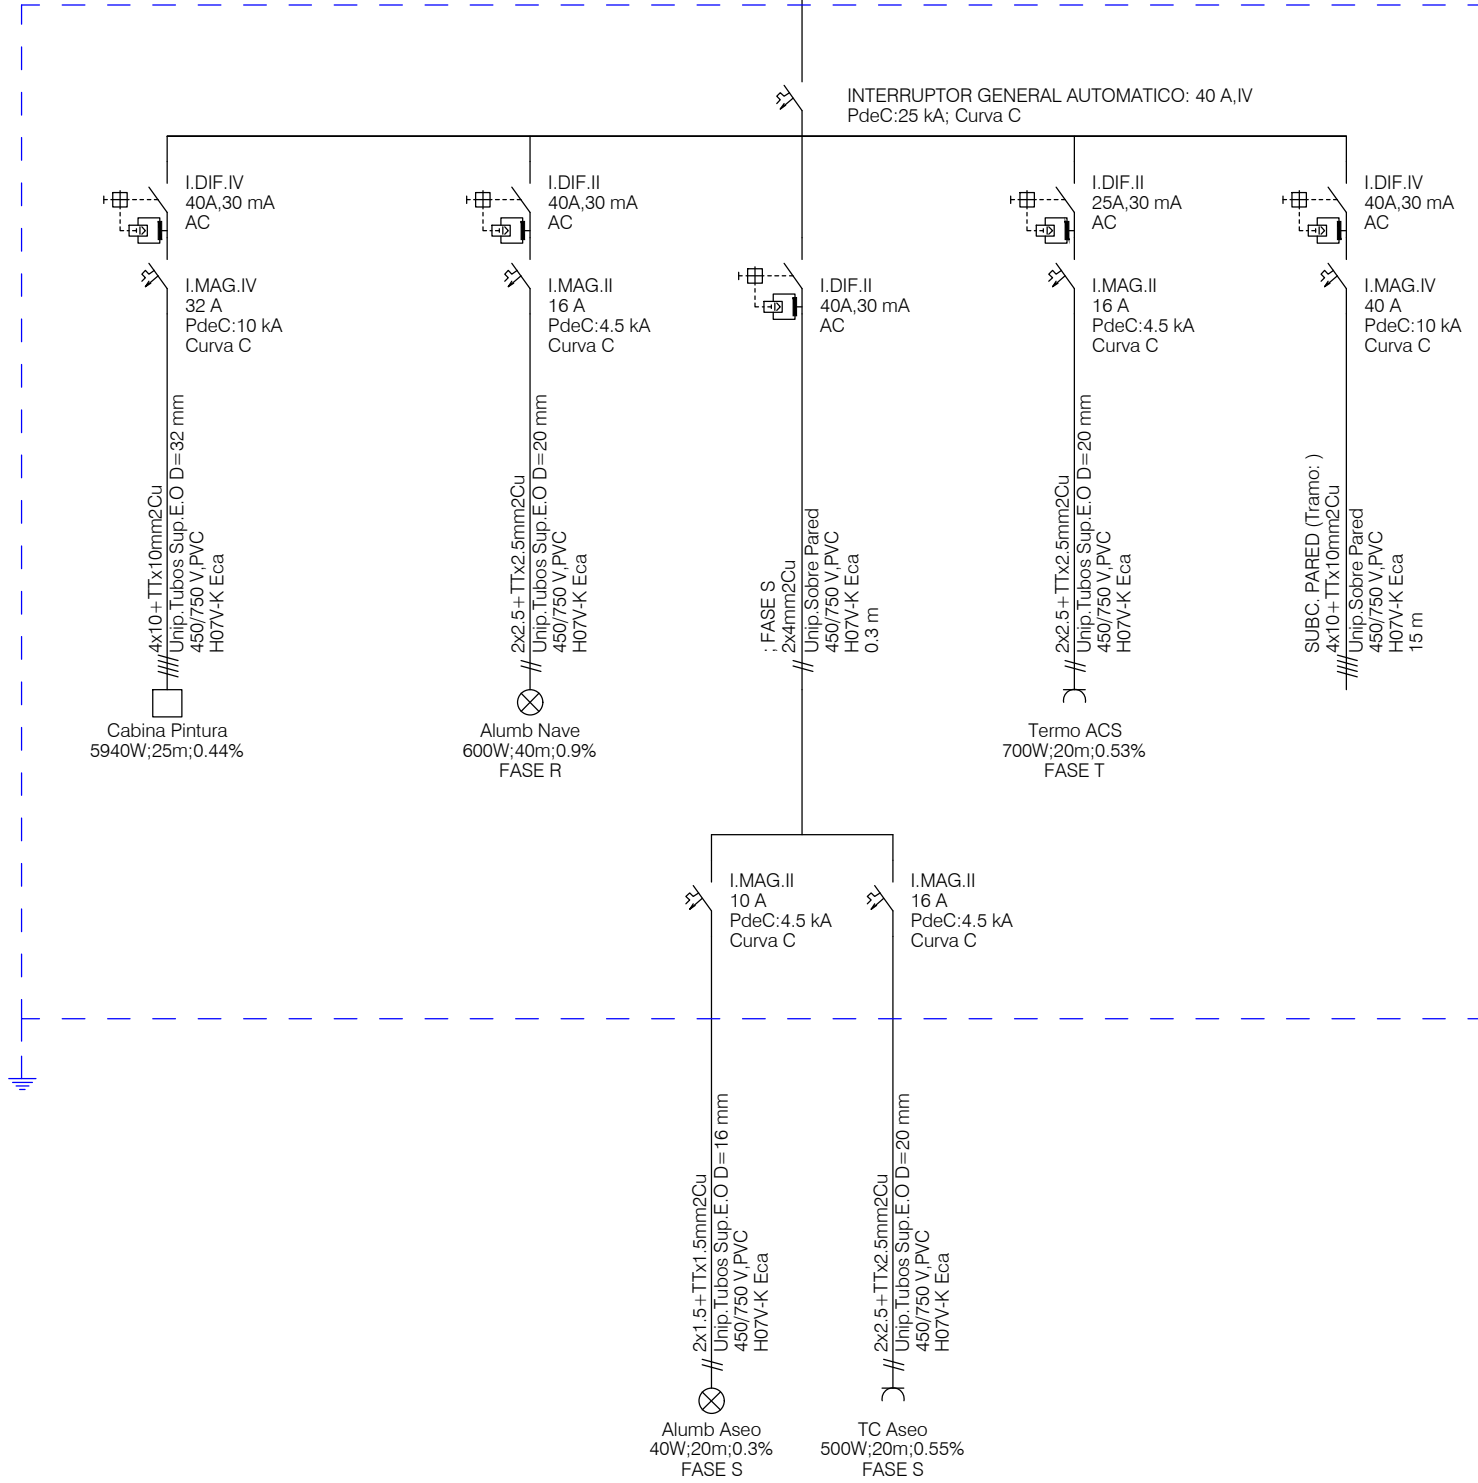 INTERRUPTOR GENERAL AUTOMATICO: 40 A,IV
PdeC:25 kA; Curva C
I.DIF.IV
40A,30 mA
AC
I.MAG.IV
32 A
PdeC:10 kA
Curva C
4x10+TTx10mm2Cu
Unip.Tubos Sup.E.O D=32 mm
450/750 V,PVC
H07V-K Eca
Cabina Pintura
5940W;25m;0.44%
I.DIF.II
40A,30 mA
AC
I.MAG.II
16 A
PdeC:4.5 kA
Curva C
2x2.5+TTx2.5mm2Cu
Unip.Tubos Sup.E.O D=20 mm
450/750 V,PVC
H07V-K Eca
Alumb Nave
600W;40m;0.9%
FASE R
I.DIF.II
40A,30 mA
AC
; FASE S
2x4mm2Cu
Unip.Sobre Pared
450/750 V,PVC
H07V-K Eca
0.3 m
I.DIF.II
25A,30 mA
AC
I.MAG.II
16 A
PdeC:4.5 kA
Curva C
2x2.5+TTx2.5mm2Cu
Unip.Tubos Sup.E.O D=20 mm
450/750 V,PVC
H07V-K Eca
Termo ACS
700W;20m;0.53%
FASE T
I.DIF.IV
40A,30 mA
AC
I.MAG.IV
40 A
PdeC:10 kA
Curva C
SUBC. PARED (Tramo: )
4x10+TTx10mm2Cu
Unip.Sobre Pared
450/750 V,PVC
H07V-K Eca
15 m
I.MAG.II
10 A
PdeC:4.5 kA
Curva C
2x1.5+TTx1.5mm2Cu
Unip.Tubos Sup.E.O D=16 mm
450/750 V,PVC
H07V-K Eca
Alumb Aseo
40W;20m;0.3%
FASE S
I.MAG.II
16 A
PdeC:4.5 kA
Curva C
2x2.5+TTx2.5mm2Cu
Unip.Tubos Sup.E.O D=20 mm
450/750 V,PVC
H07V-K Eca
TC Aseo
500W;20m;0.55%
FASE S